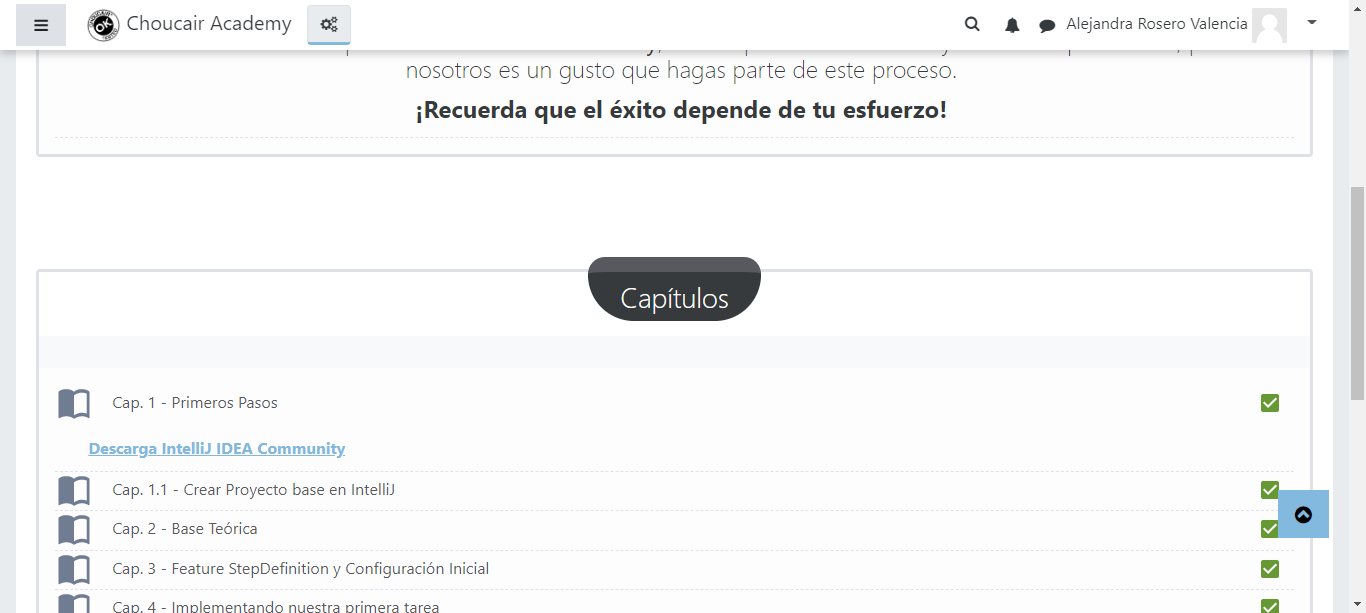 Choucair Academy
Alejandra Rosero Valencia
nosotros es un gusto que hagas parte de este proceso.
¡Recuerda que el éxito depende de tu esfuerzo!
Capítulos
Cap. 1 - Primeros Pasos
Descarga IntelliJ IDEA Community
Cap. 1.1 - Crear Proyecto base en IntelliJ
Cap. 2 - Base Teórica
Cap. 3 - Feature StepDefinition y Configuración Inicial
Cap. 4 - Implementando nuestra primera tarea